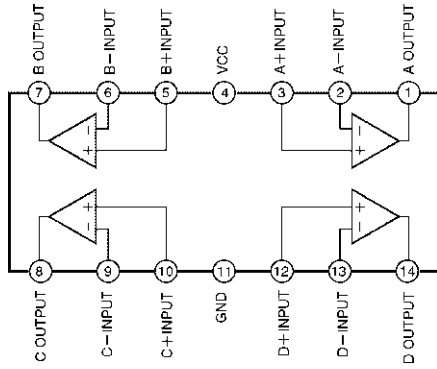 B OUTPUT
B−INPUT
B+INPUT
VCC
A+INPUT
A−INPUT
A OUTPUT
7
6
5
4
3
2
1
−
+
−
+
+
−
+
−
8
9
10
11
12
13
14
C OUTPUT
C−INPUT
C+INPUT
GND
D+INPUT
D−INPUT
D OUTPUT